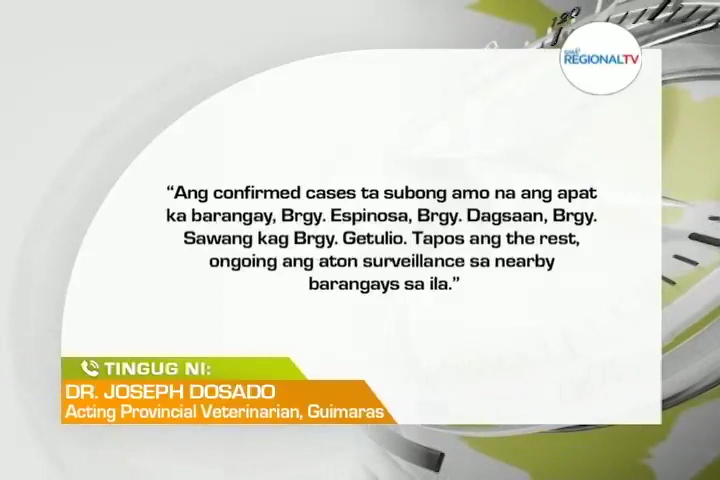 REGIONALTV
“Ang confirmed cases ta subong amo na ang apat
ka barangay, Brgy. Espinosa, Brgy. Dagsaan, Brgy.
Sawang kag Brgy. Getulio. Tapos ang the rest,
ongoing ang aton surveillance sa nearby
barangays sa ila.”
TINGUG NI:
DR. JOSEPH DOSADO
Acting Provincial Veterinarian, Guimaras